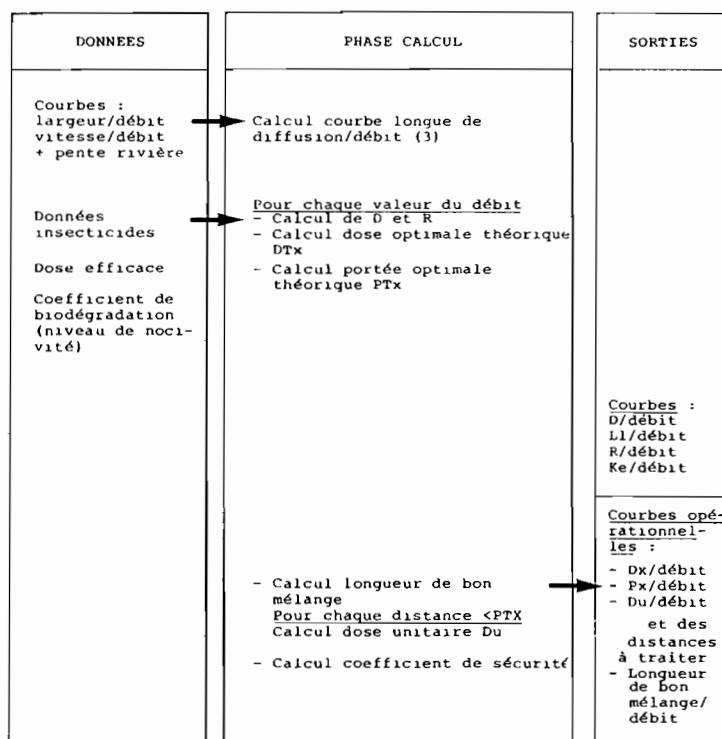 DONNEES
PHASE CALCUL
SORTIES
Courbes :
largeur/débit
vitesse/débit
+ pente rivière
Données
insecticides
Dose efficace
Coefficient de
biodégradation
(niveau de noci-
vité)
Calcul courbe longue de
diffusion/débit (3)
Pour chaque valeur du débit
- Calcul de D et R
- Calcul dose optimale théorique
DTx
- Calcul portée optimale
théorique PTx
- Calcul longueur de bon
mélange
Pour chaque distance <PTX
Calcul dose unitaire Du
- Calcul coefficient de sécurité
Courbes :
D/débit
Ll/débit
R/débit
Ke/débit
Courbes opé-
rationnel-
les :
- Dx/débit
- Px/débit
- Du/débit
et des
distances
à traiter
- Longueur
de bon
mélange/
débit